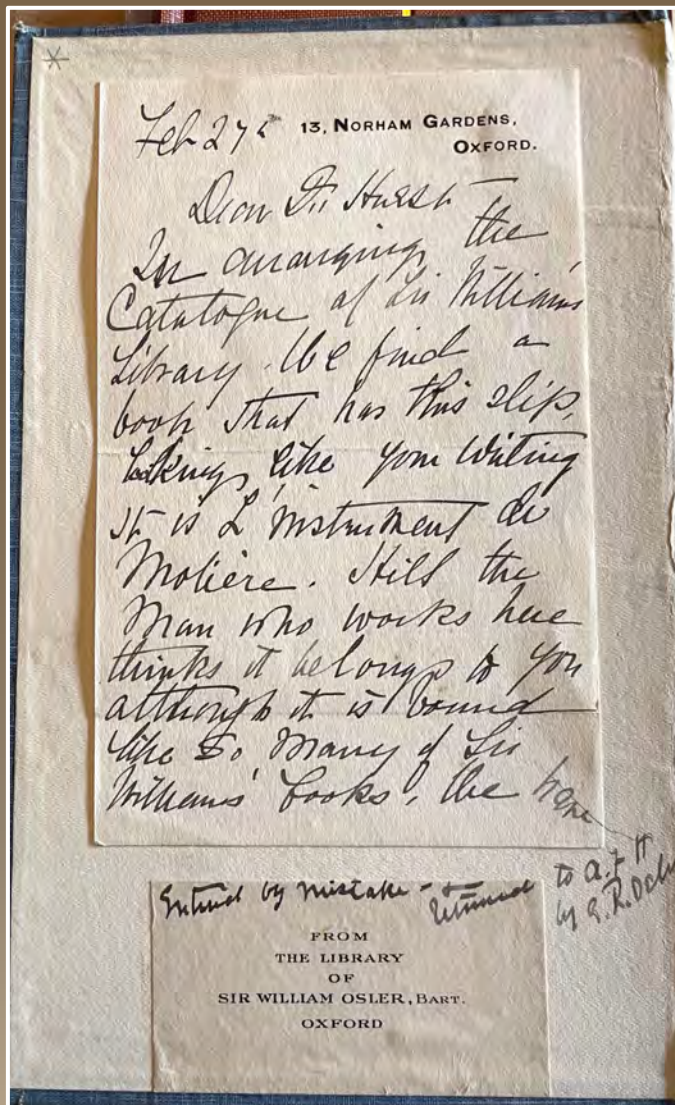 Feb 27th 13, NORHAM GARDENS,
OXFORD.
Dear Dr Hurst
In arranging the
Catalogue of Sir William's
Library. We find a
book that has this slip,
looking like your writing
It is L'instrument de
Molière. Hill the
Man who works here
thinks it belongs to you
although it is bound
like so many of Sir
Williams' books, We have
Entered by mistake - & returned to A. F. H
by G. R. Osler
FROM
THE LIBRARY
OF
SIR WILLIAM OSLER, BART.
OXFORD